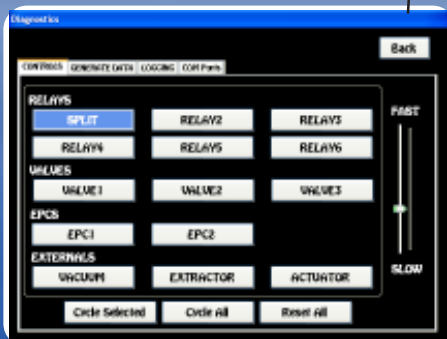 Diagnostics
Back
CONTROLS GENERATE DATA LOGGING COM Ports
RELAYS
SPLIT RELAY2 RELAY3
RELAY4 RELAY5 RELAY6
VALVES
VALVE1 VALVE2 VALVE3
EPCS
EPC1 EPC2
EXTERNALS
VACUUM EXTRACTOR ACTUATOR
FAST
SLOW
Cycle Selected Cycle All Reset All